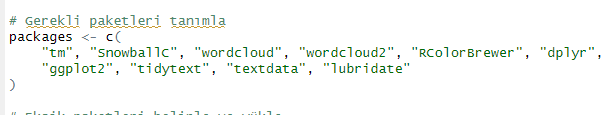 # Gerekli paketleri tanımla
packages <- c(
"tm", "SnowballC", "wordcloud", "wordcloud2", "RColorBrewer", "dplyr",
"ggplot2", "tidytext", "textdata", "lubridate"
)
# Eksik paketleri belirle ve yükle